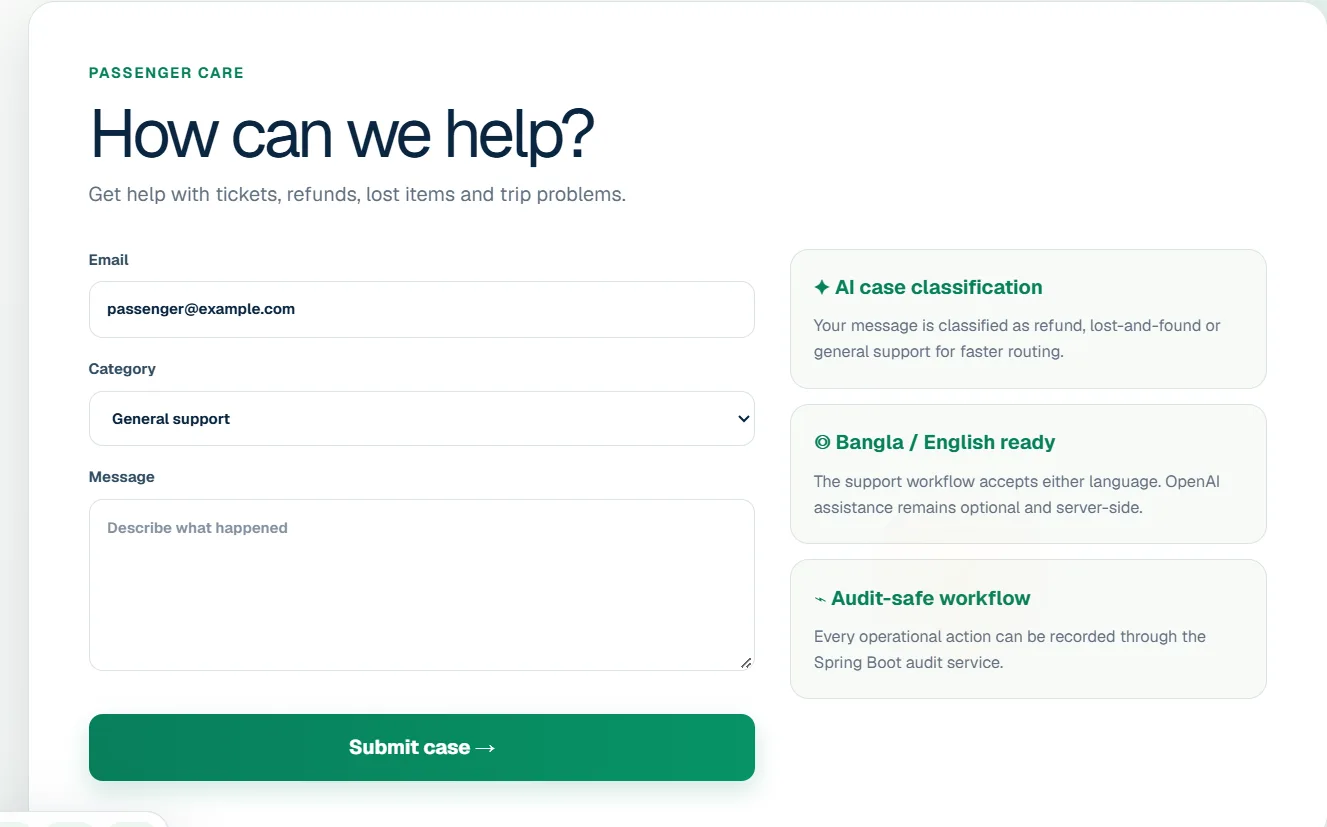 PASSENGER CARE
How can we help?
Get help with tickets, refunds, lost items and trip problems.
Email
passenger@example.com
Category
General support
Message
Describe what happened
Submit case →
✦ AI case classification
Your message is classified as refund, lost-and-found or
general support for faster routing.
◎ Bangla / English ready
The support workflow accepts either language. OpenAI
assistance remains optional and server-side.
⌁ Audit-safe workflow
Every operational action can be recorded through the
Spring Boot audit service.